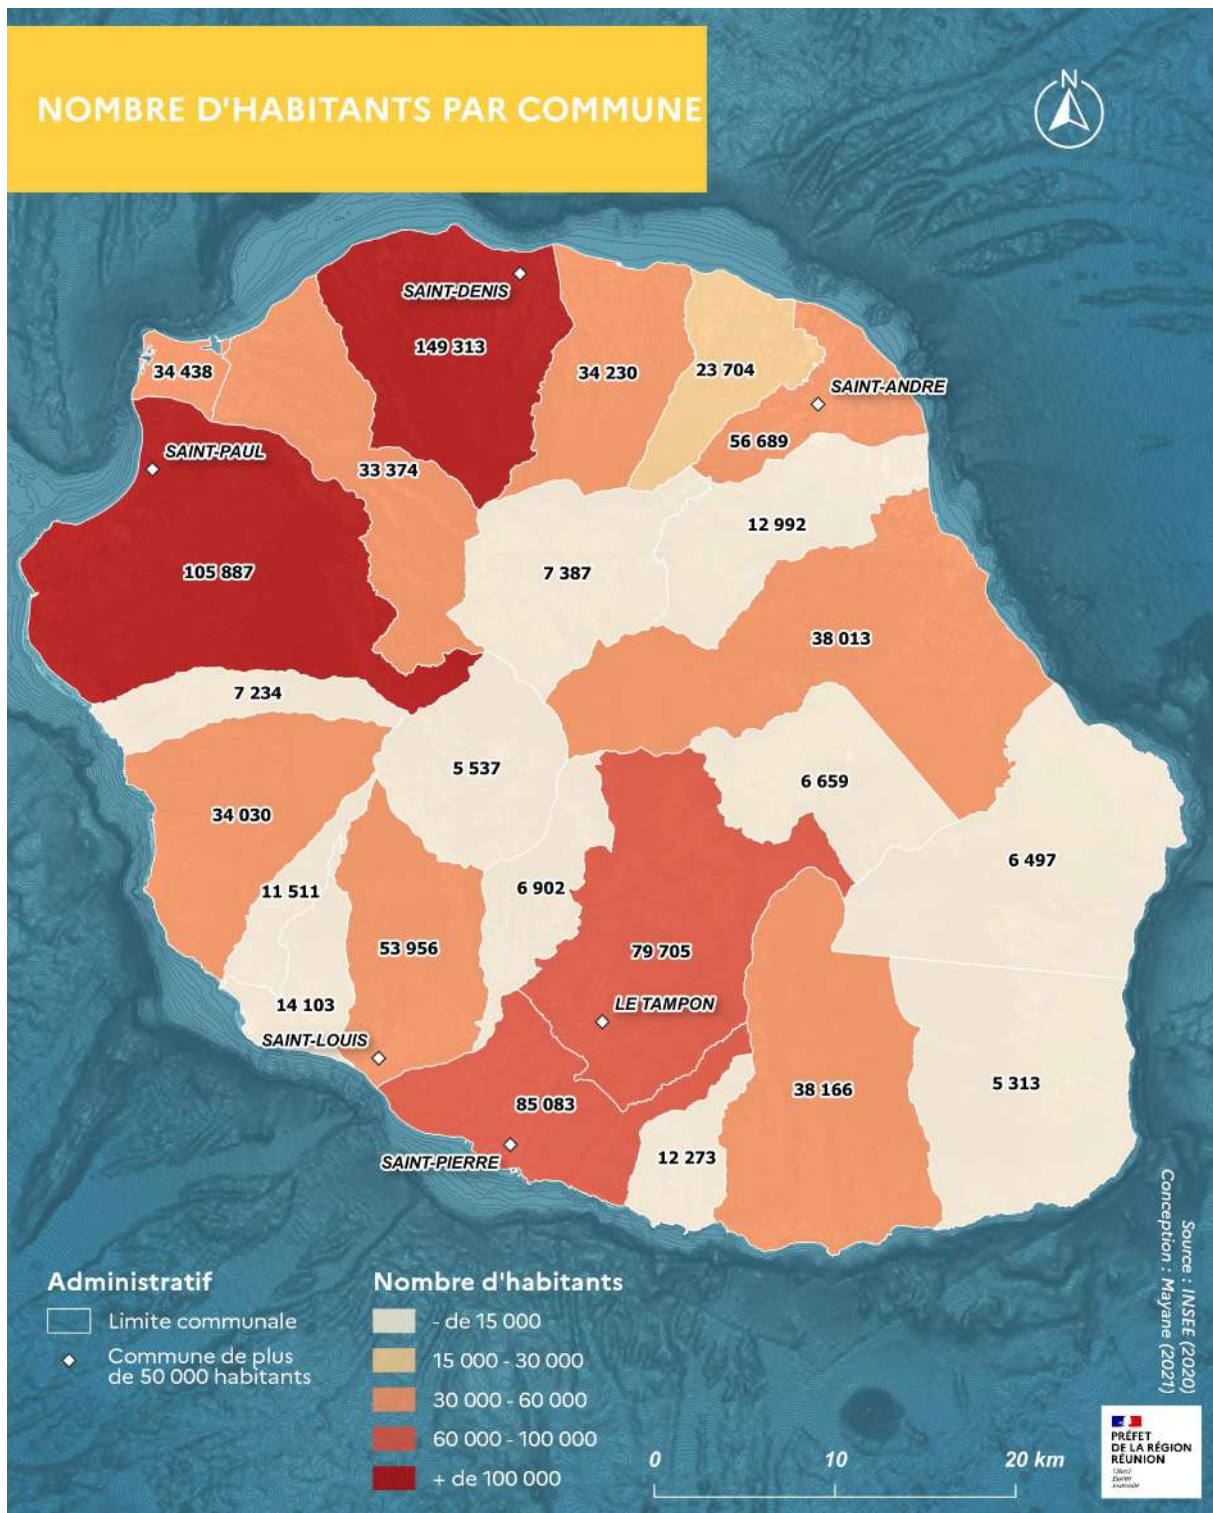 NOMBRE D'HABITANTS PAR COMMUNE
N
SAINT-DENIS
149 313
34 438
34 230
23 704
SAINT-ANDRE
56 689
SAINT-PAUL
33 374
12 992
105 887
7 387
38 013
7 234
5 537
6 659
34 030
6 497
11 511
6 902
53 956
79 705
14 103
LE TAMPON
SAINT-LOUIS
38 166
5 313
85 083
12 273
SAINT-PIERRE
Source : INSEE (2020)
Conception : Mayane (2021)
Administratif
Limite communale
Commune de plus
de 50 000 habitants
Nombre d'habitants
- de 15 000
15 000 - 30 000
30 000 - 60 000
60 000 - 100 000
+ de 100 000
0 10 20 km
PRÉFET
DE LA RÉGION
RÉUNION